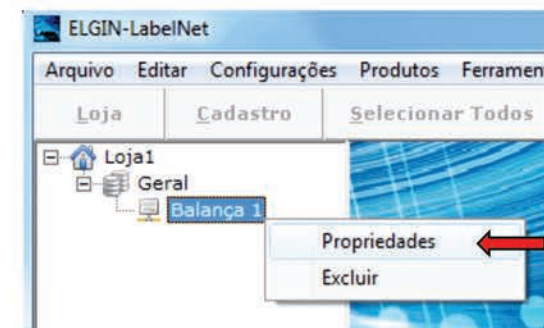 ELGIN-LabelNet
Arquivo Editar Configurações Produtos Ferramen
Loja Cadastro Selecionar Todos
Loja1
Geral
Balança 1
Propriedades
Excluir